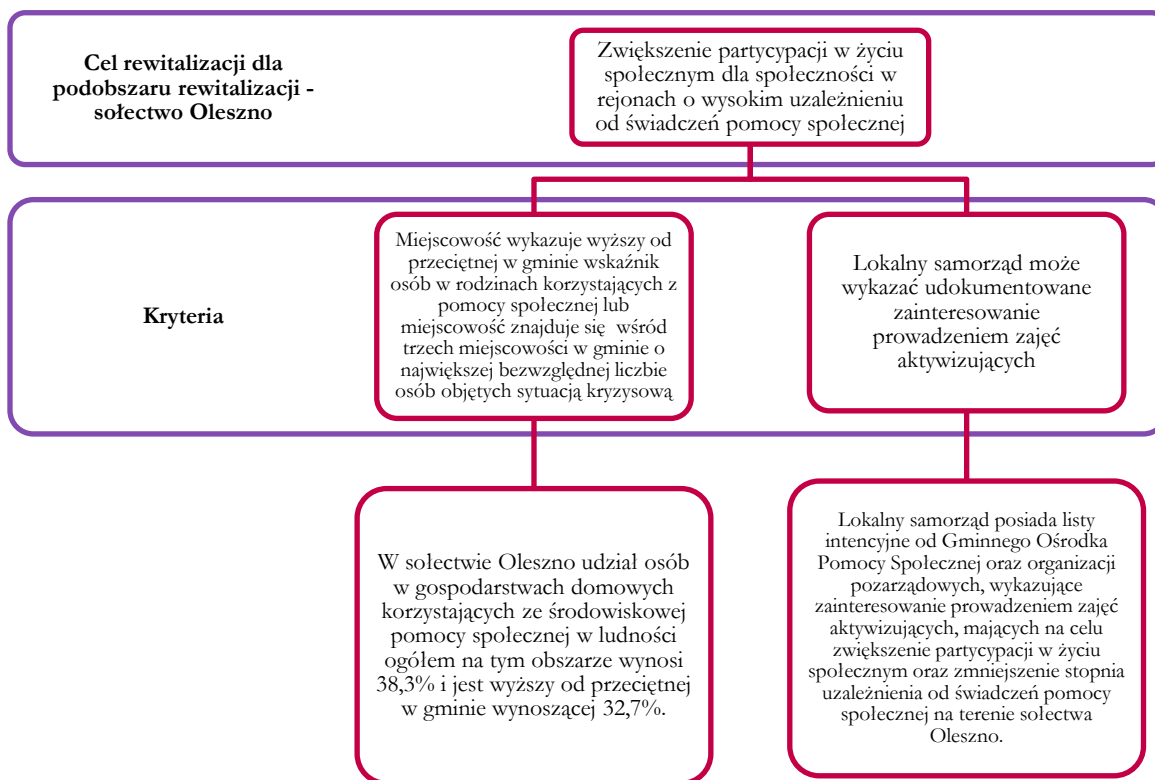 Cel rewitalizacji dla
podobszaru rewitalizacji -
sołectwo Oleszno
Zwiększenie partycypacji w życiu
społecznym dla społeczności w
rejonach o wysokim uzależnieniu
od świadczeń pomocy społecznej
Kryteria
Miejscowość wykazuje wyższy od
przeciętnej w gminie wskaźnik
osób w rodzinach korzystających z
pomocy społecznej lub
miejscowość znajduje się wśród
trzech miejscowości w gminie o
największej bezwzględnej liczbie
osób objętych sytuacją kryzysową
Lokalny samorząd może
wykazać udokumentowane
zainteresowanie
prowadzeniem zajęć
aktywizujących
W sołectwie Oleszno udział osób
w gospodarstwach domowych
korzystających ze środowiskowej
pomocy społecznej w ludności
ogółem na tym obszarze wynosi
38,3% i jest wyższy od przeciętnej
w gminie wynoszącej 32,7%.
Lokalny samorząd posiada listy
intencyjne od Gminnego Ośrodka
Pomocy Społecznej oraz organizacji
pozarządowych, wykazujące
zainteresowanie prowadzeniem zajęć
aktywizujących, mających na celu
zwiększenie partycypacji w życiu
społecznym oraz zmniejszenie stopnia
uzależnienia od świadczeń pomocy
społecznej na terenie sołectwa
Oleszno.